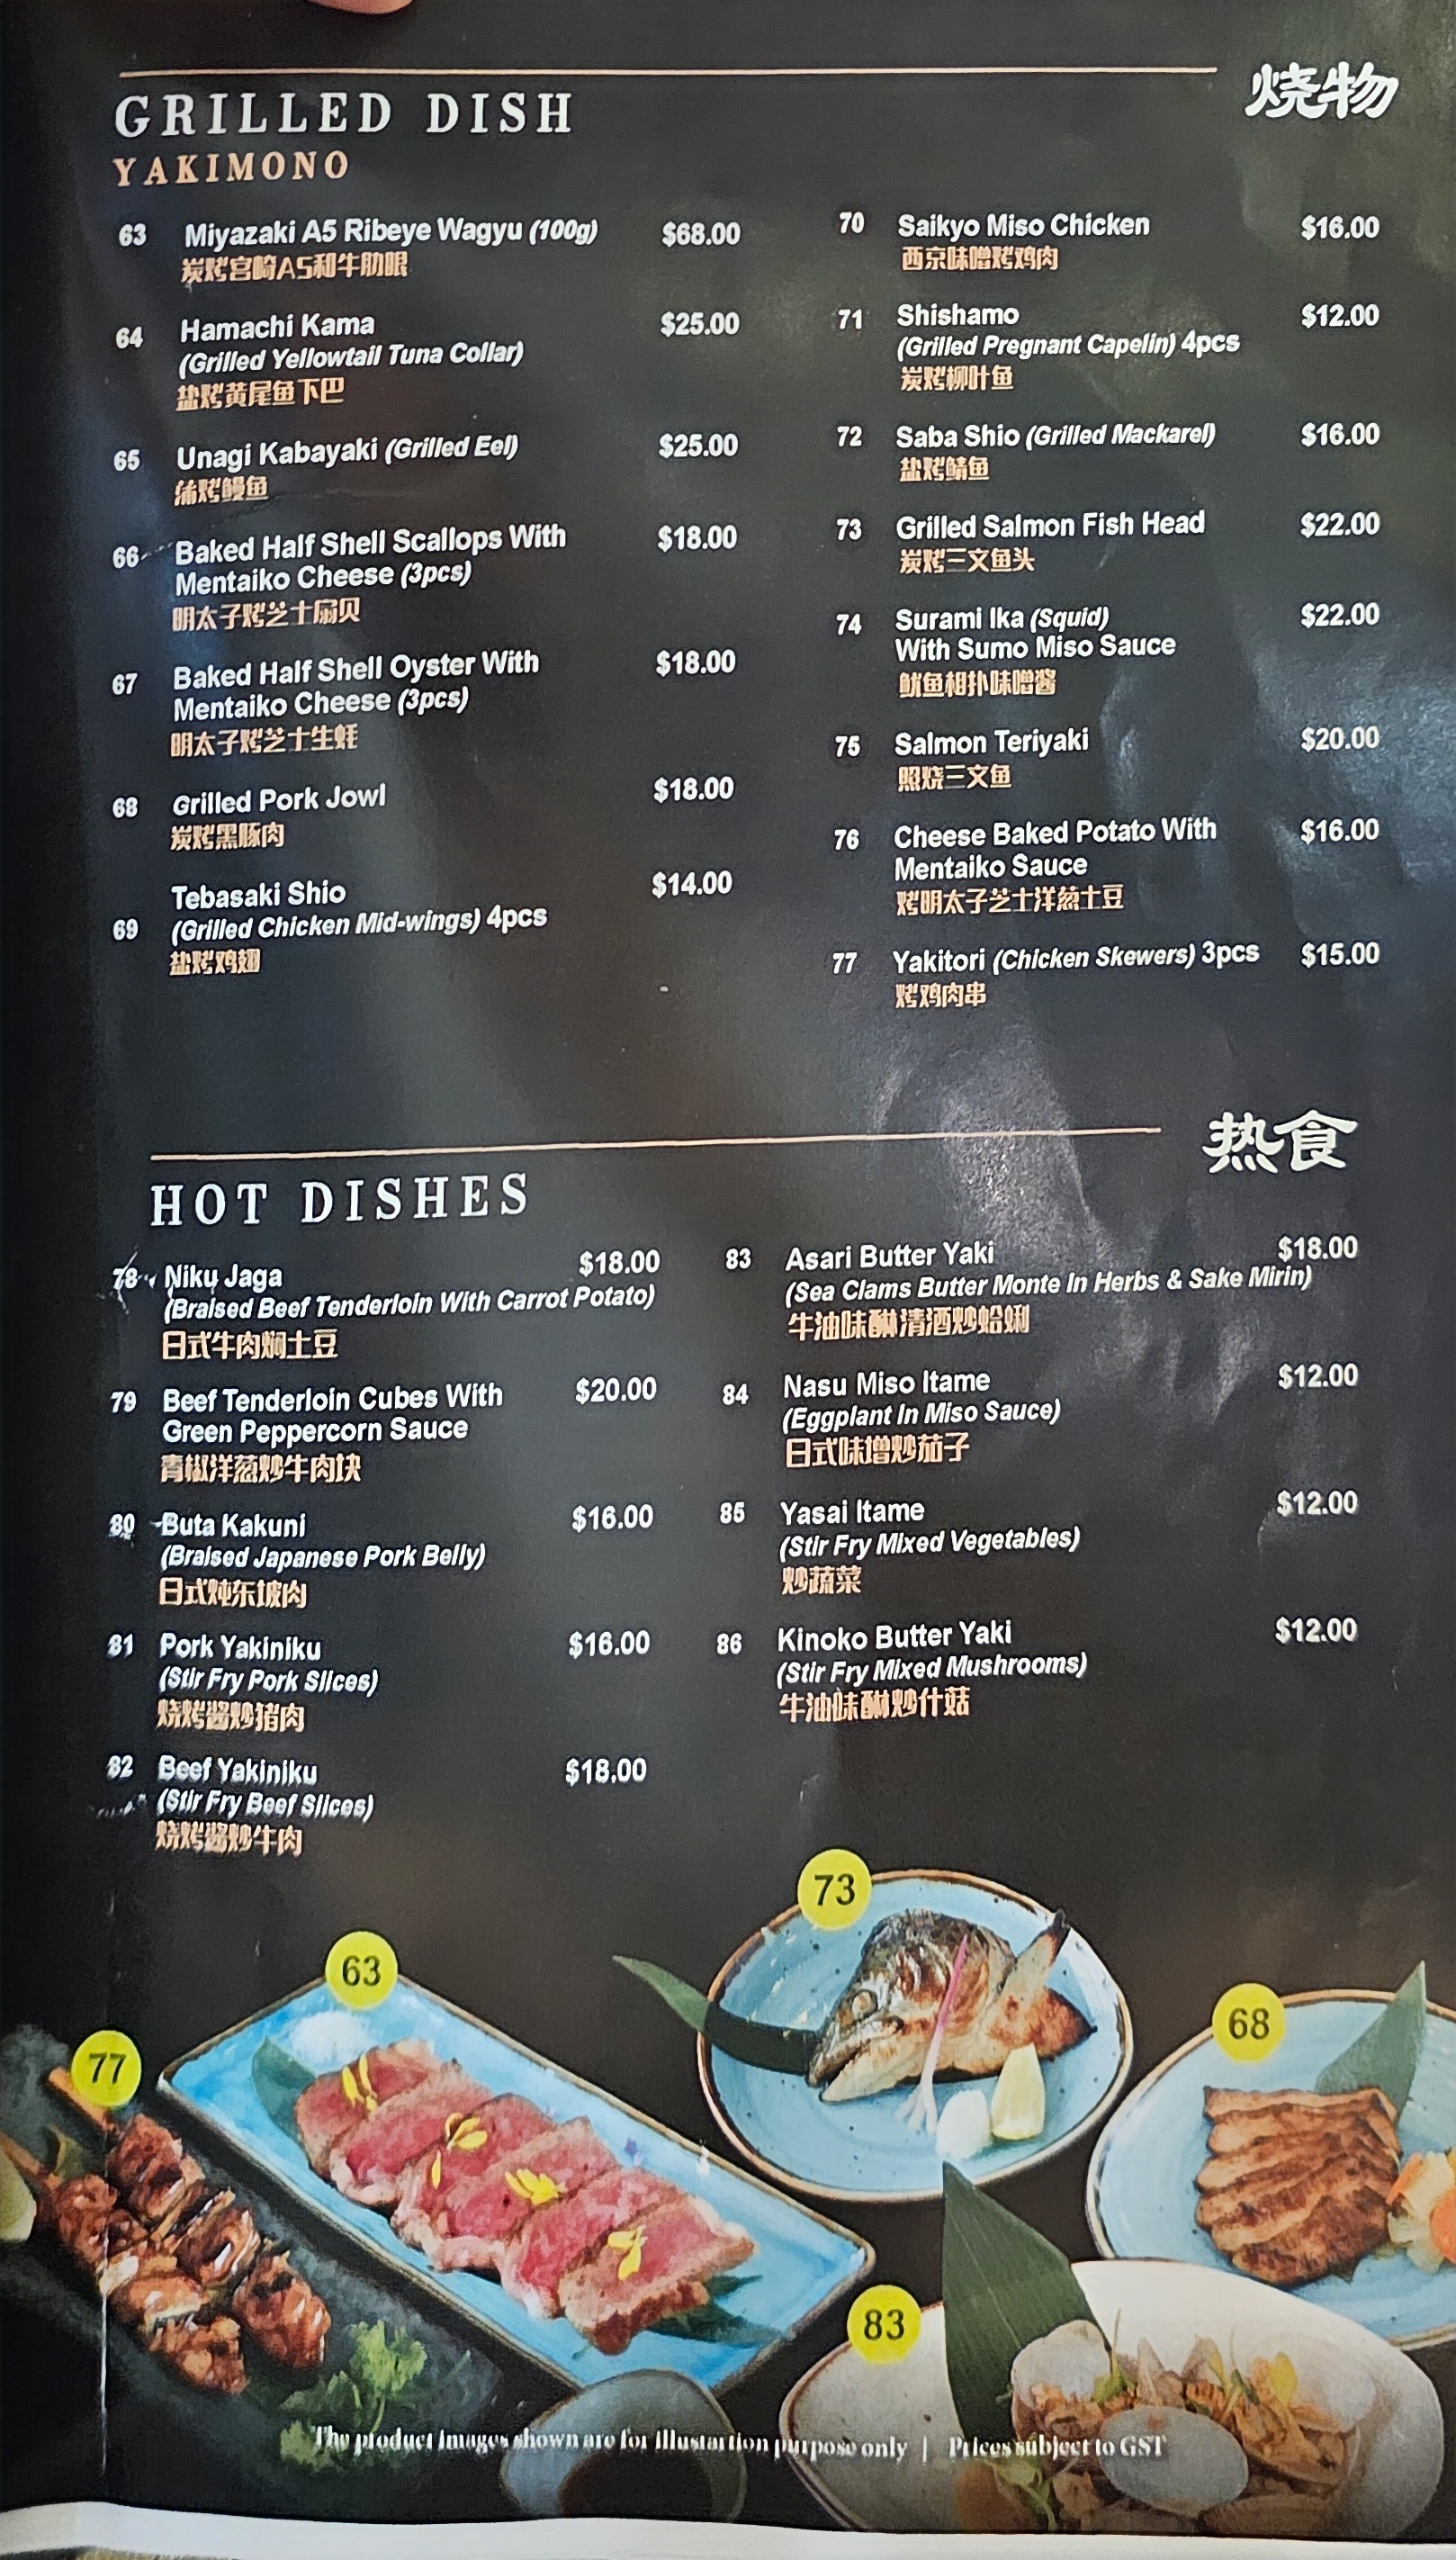 烧物
GRILLED DISH
YAKIMONO
63 Miyazaki A5 Ribeye Wagyu (100g) $68.00
炭烤宫崎A5和牛肋眼
64 Hamachi Kama $25.00
(Grilled Yellowtail Tuna Collar)
盐烤黄尾鱼下巴
65 Unagi Kabayaki (Grilled Eel) $25.00
蒲烤鳗鱼
66 Baked Half Shell Scallops With $18.00
Mentaiko Cheese (3pcs)
明太子烤芝士扇贝
67 Baked Half Shell Oyster With $18.00
Mentaiko Cheese (3pcs)
明太子烤芝士生蚝
68 Grilled Pork Jowl $18.00
炭烤黑豚肉
Tebasaki Shio $14.00
69 (Grilled Chicken Mid-wings) 4pcs
盐烤鸡翅
70 Saikyo Miso Chicken $16.00
西京味噌烤鸡肉
71 Shishamo $12.00
(Grilled Pregnant Capelin) 4pcs
炭烤柳叶鱼
72 Saba Shio (Grilled Mackarel) $16.00
盐烤鲭鱼
73 Grilled Salmon Fish Head $22.00
炭烤三文鱼头
74 Surami Ika (Squid) $22.00
With Sumo Miso Sauce
鱿鱼相扑味噌酱
75 Salmon Teriyaki $20.00
照烧三文鱼
76 Cheese Baked Potato With $16.00
Mentaiko Sauce
烤明太子芝士洋葱土豆
77 Yakitori (Chicken Skewers) 3pcs $15.00
烤鸡肉串
热食
HOT DISHES
78 Niku Jaga $18.00
(Braised Beef Tenderloin With Carrot Potato)
日式牛肉焖土豆
79 Beef Tenderloin Cubes With $20.00
Green Peppercorn Sauce
青椒洋葱炒牛肉块
80 Buta Kakuni $16.00
(Braised Japanese Pork Belly)
日式炖东坡肉
81 Pork Yakiniku $16.00
(Stir Fry Pork Slices)
烧烤酱炒猪肉
82 Beef Yakiniku $18.00
(Stir Fry Beef Slices)
烧烤酱炒牛肉
83 Asari Butter Yaki $18.00
(Sea Clams Butter Monte In Herbs & Sake Mirin)
牛油味醂清酒炒蛤蜊
84 Nasu Miso Itame $12.00
(Eggplant In Miso Sauce)
日式味增炒茄子
85 Yasai Itame $12.00
(Stir Fry Mixed Vegetables)
炒蔬菜
86 Kinoko Butter Yaki $12.00
(Stir Fry Mixed Mushrooms)
牛油味醂炒什菇
73
63
68
77
83
The product images shown are for illustartion purpose only | Prices subject to GST